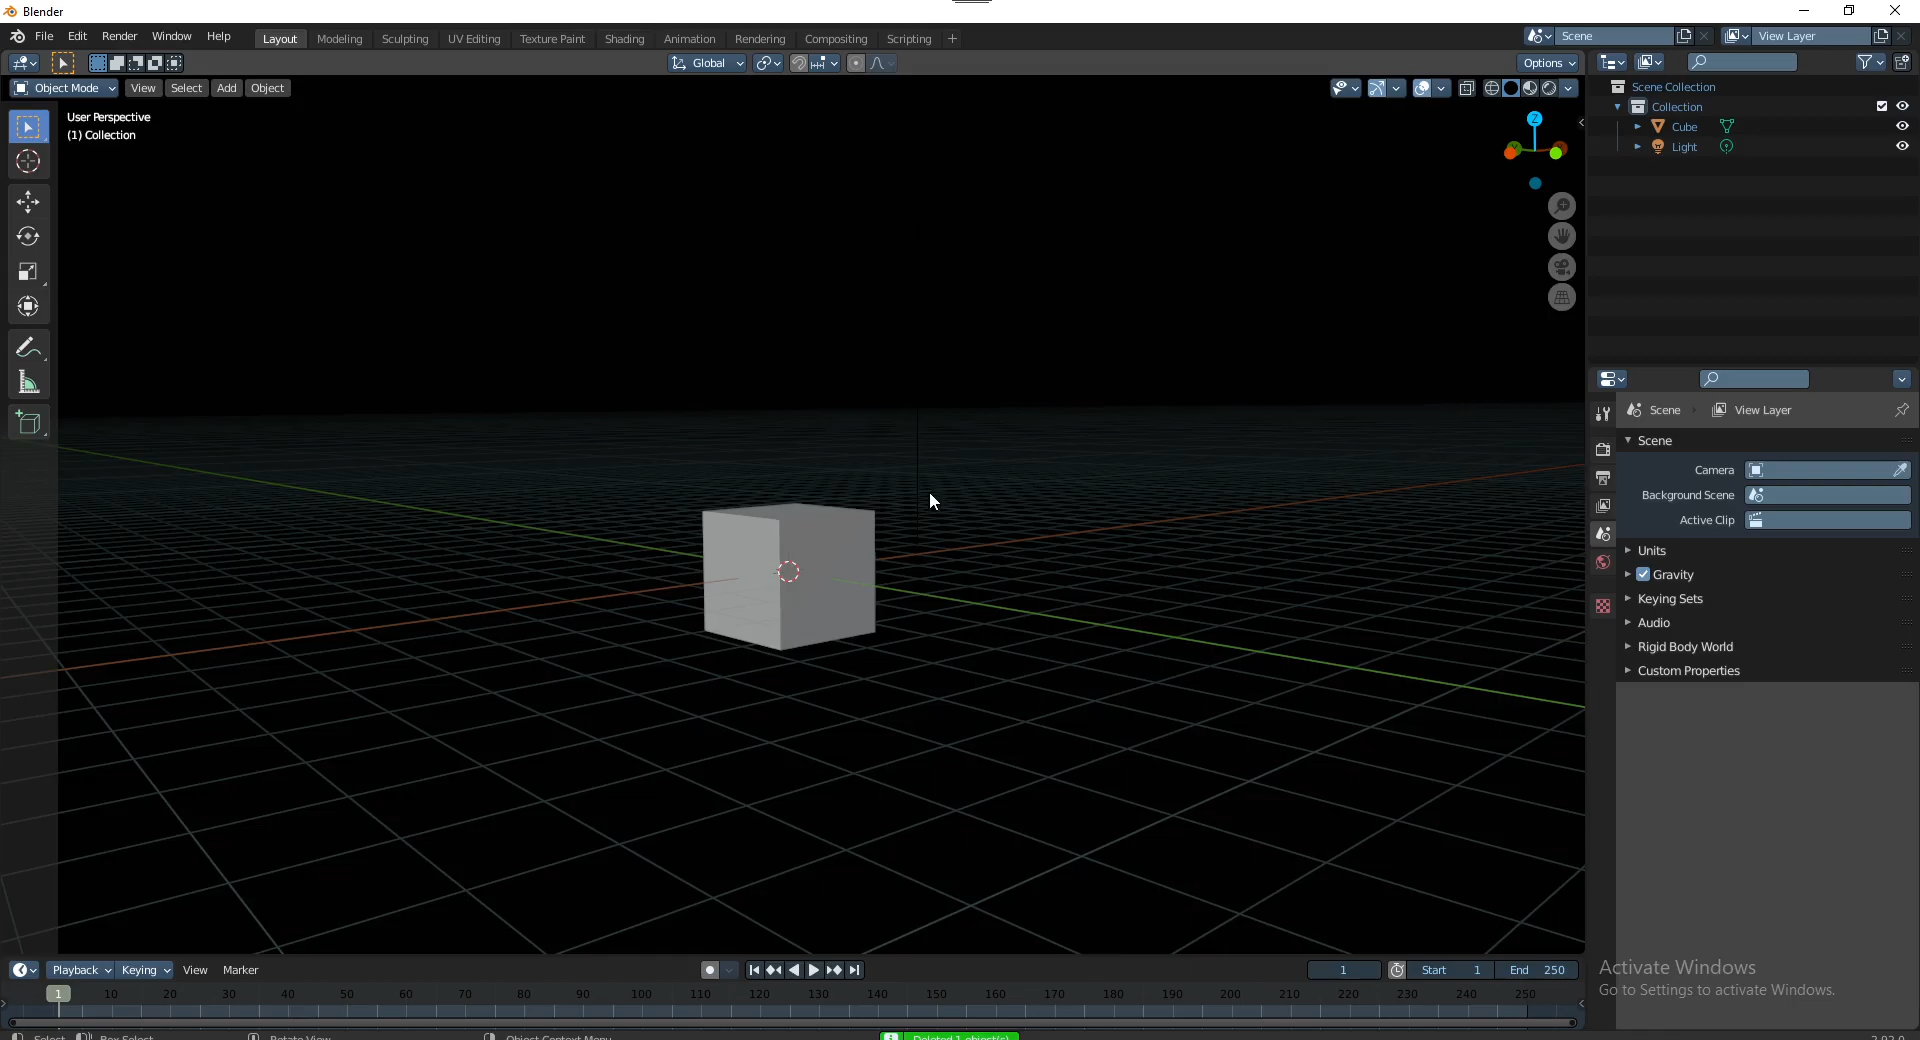 Blender
File Edit Render Window Help Layout Modeling Sculpting UV Editing Texture Paint Shading Animation Rendering Compositing Scripting + Scene View Layer
Global Options
Object Mode View Select Add Object
User Perspective
(1) Collection
Z
Scene Collection
Collection
Cube
Light
Scene View Layer
Scene
Camera
Background Scene
Active Clip
Units
Gravity
Keying Sets
Audio
Rigid Body World
Custom Properties
Activate Windows
Go to Settings to activate Windows.
Playback Keying View Marker 1 Start 1 End 250
1 10 20 30 40 50 60 70 80 90 100 110 120 130 140 150 160 170 180 190 200 210 220 230 240 250
Select Box Select Rotate View Object Context Menu Deleted 1 object(s) 2.92.0